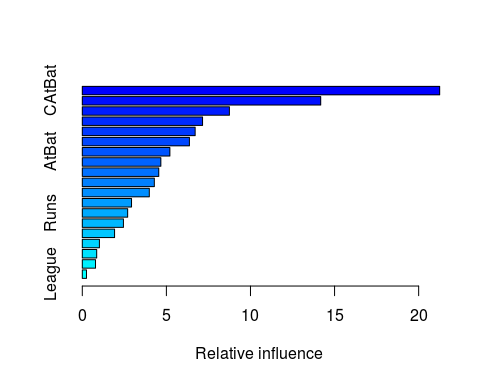 CAtBat
AtBat
Runs
League
0 5 10 15 20
Relative influence